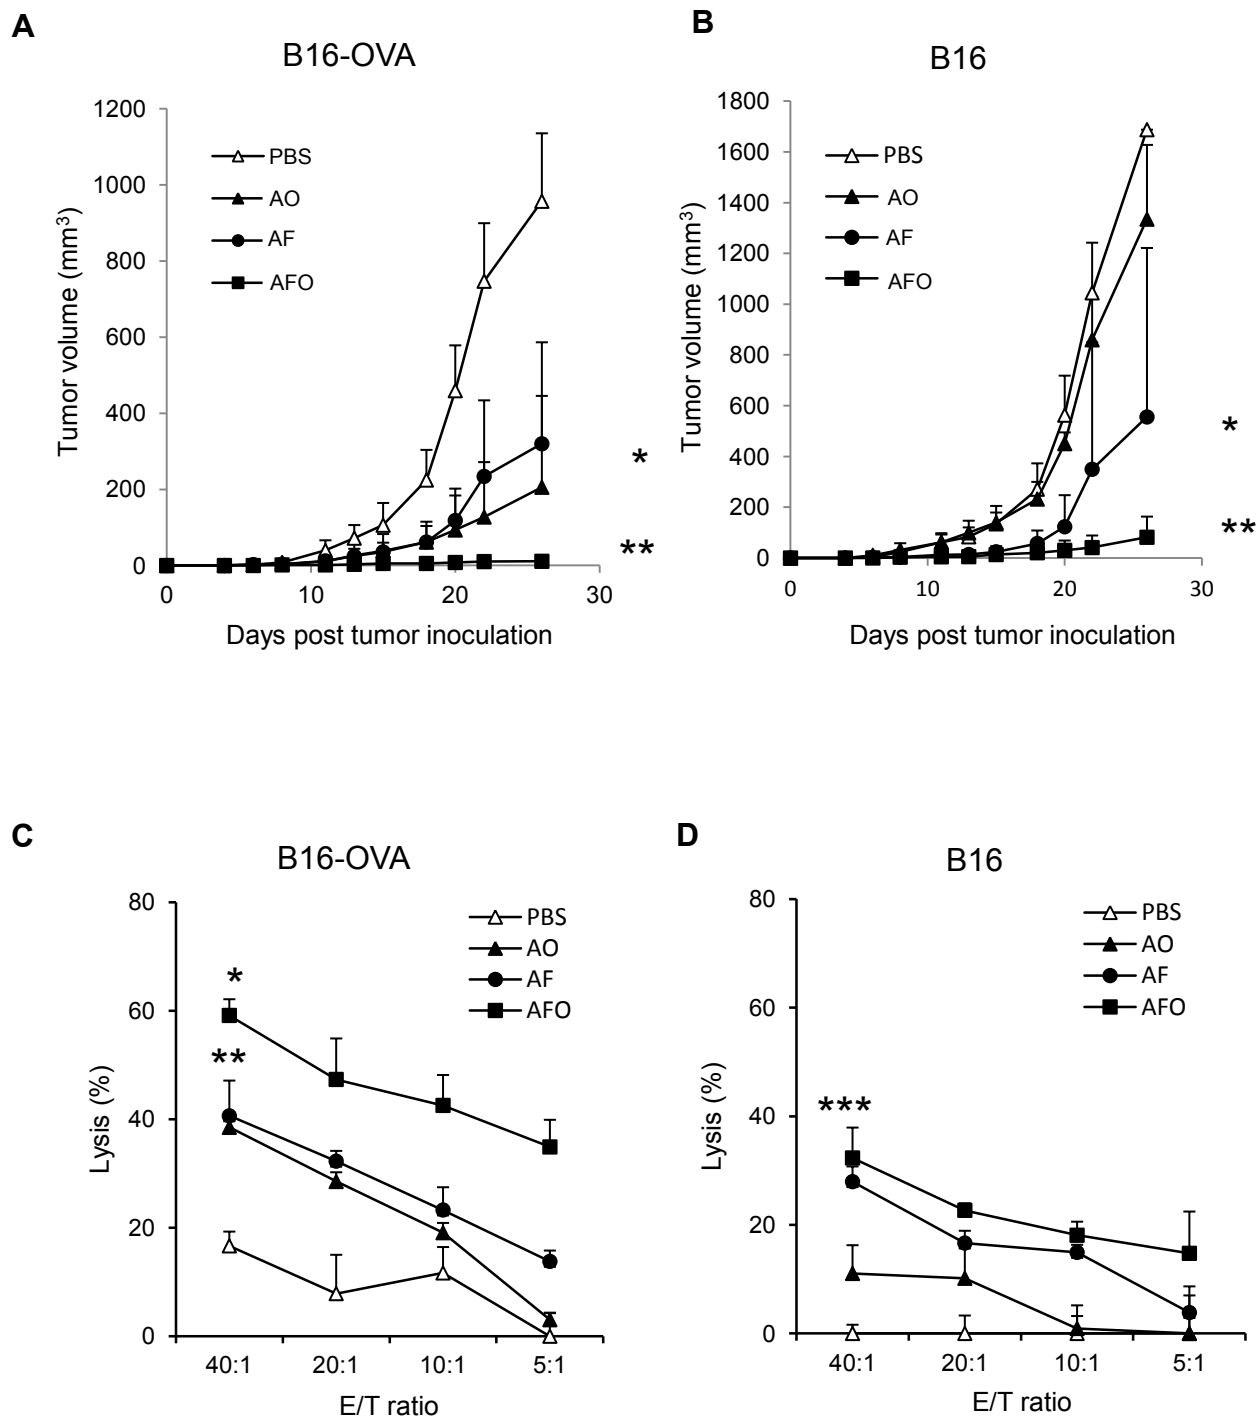 A
B16-OVA
1200
1000
800
600
400
200
0
0 10 20 30
Tumor volume (mm³)
Days post tumor inoculation
PBS
AO
AF
AFO
*
**
B
B16
1800
1600
1400
1200
1000
800
600
400
200
0
0 10 20 30
Tumor volume (mm³)
Days post tumor inoculation
PBS
AO
AF
AFO
*
**
C
B16-OVA
80
60
40
20
0
40:1 20:1 10:1 5:1
Lysis (%)
E/T ratio
PBS
AO
AF
AFO
*
**
D
B16
80
60
40
20
0
40:1 20:1 10:1 5:1
Lysis (%)
E/T ratio
PBS
AO
AF
AFO
***